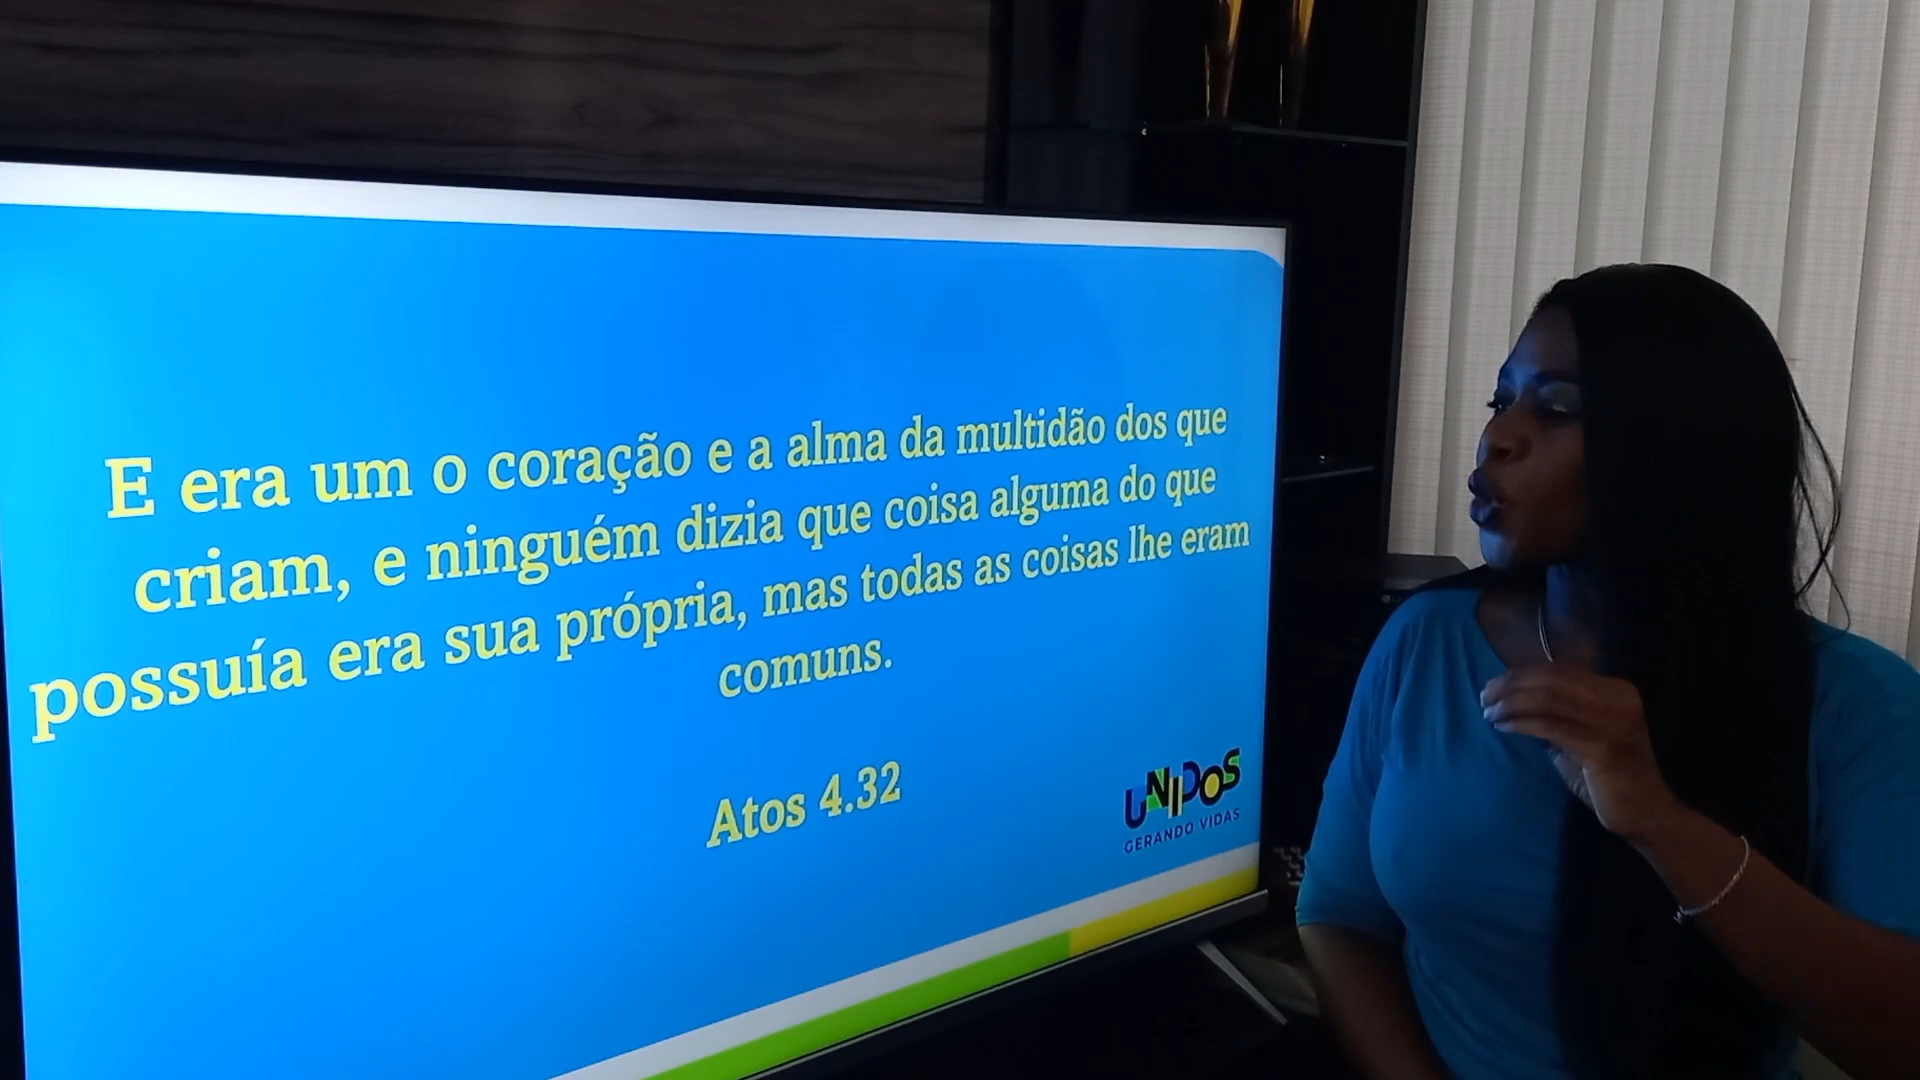 E era um o coração e a alma da multidão dos que
criam, e ninguém dizia que coisa alguma do que
possuía era sua própria, mas todas as coisas lhe eram
comuns.
Atos 4.32
UNIDOS
GERANDO VIDAS